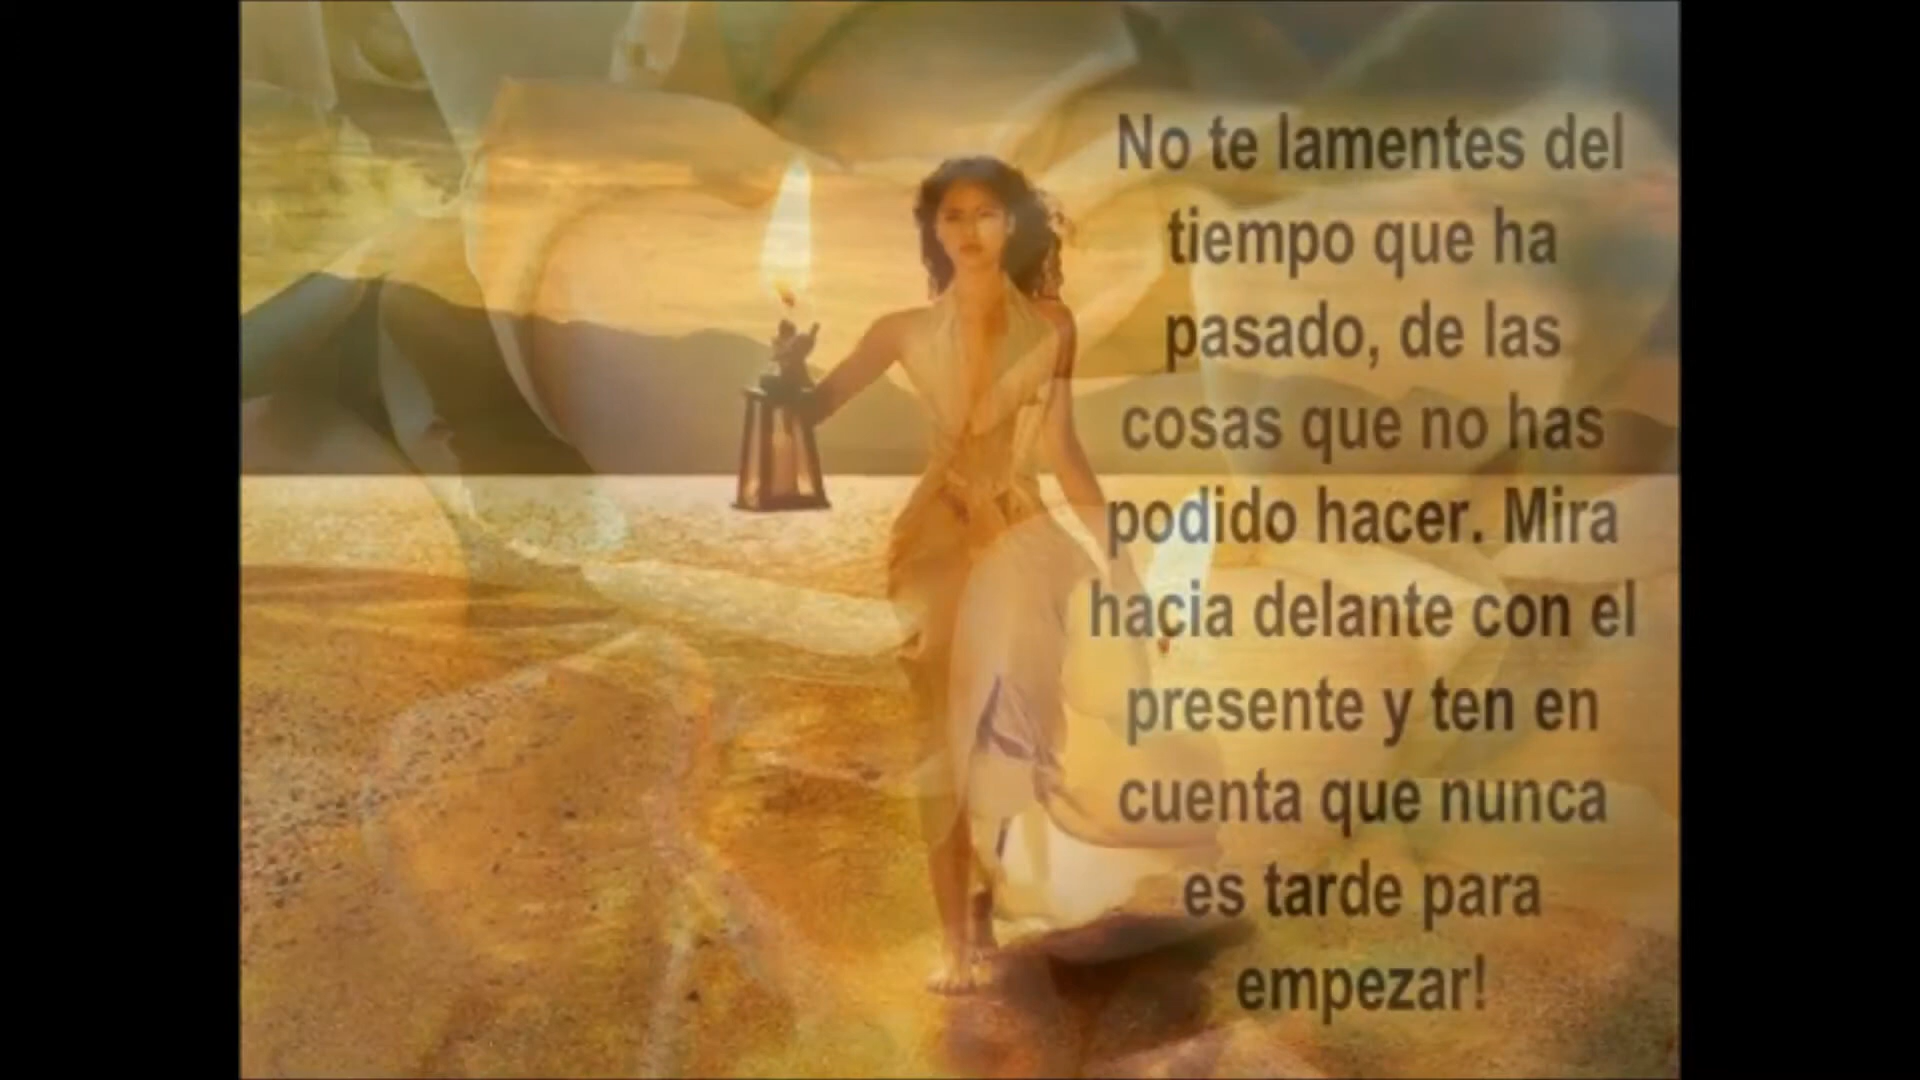 No te lamentes del
tiempo que ha
pasado, de las
cosas que no has
podido hacer. Mira
hacia delante con el
presente y ten en
cuenta que nunca
es tarde para
empezar!